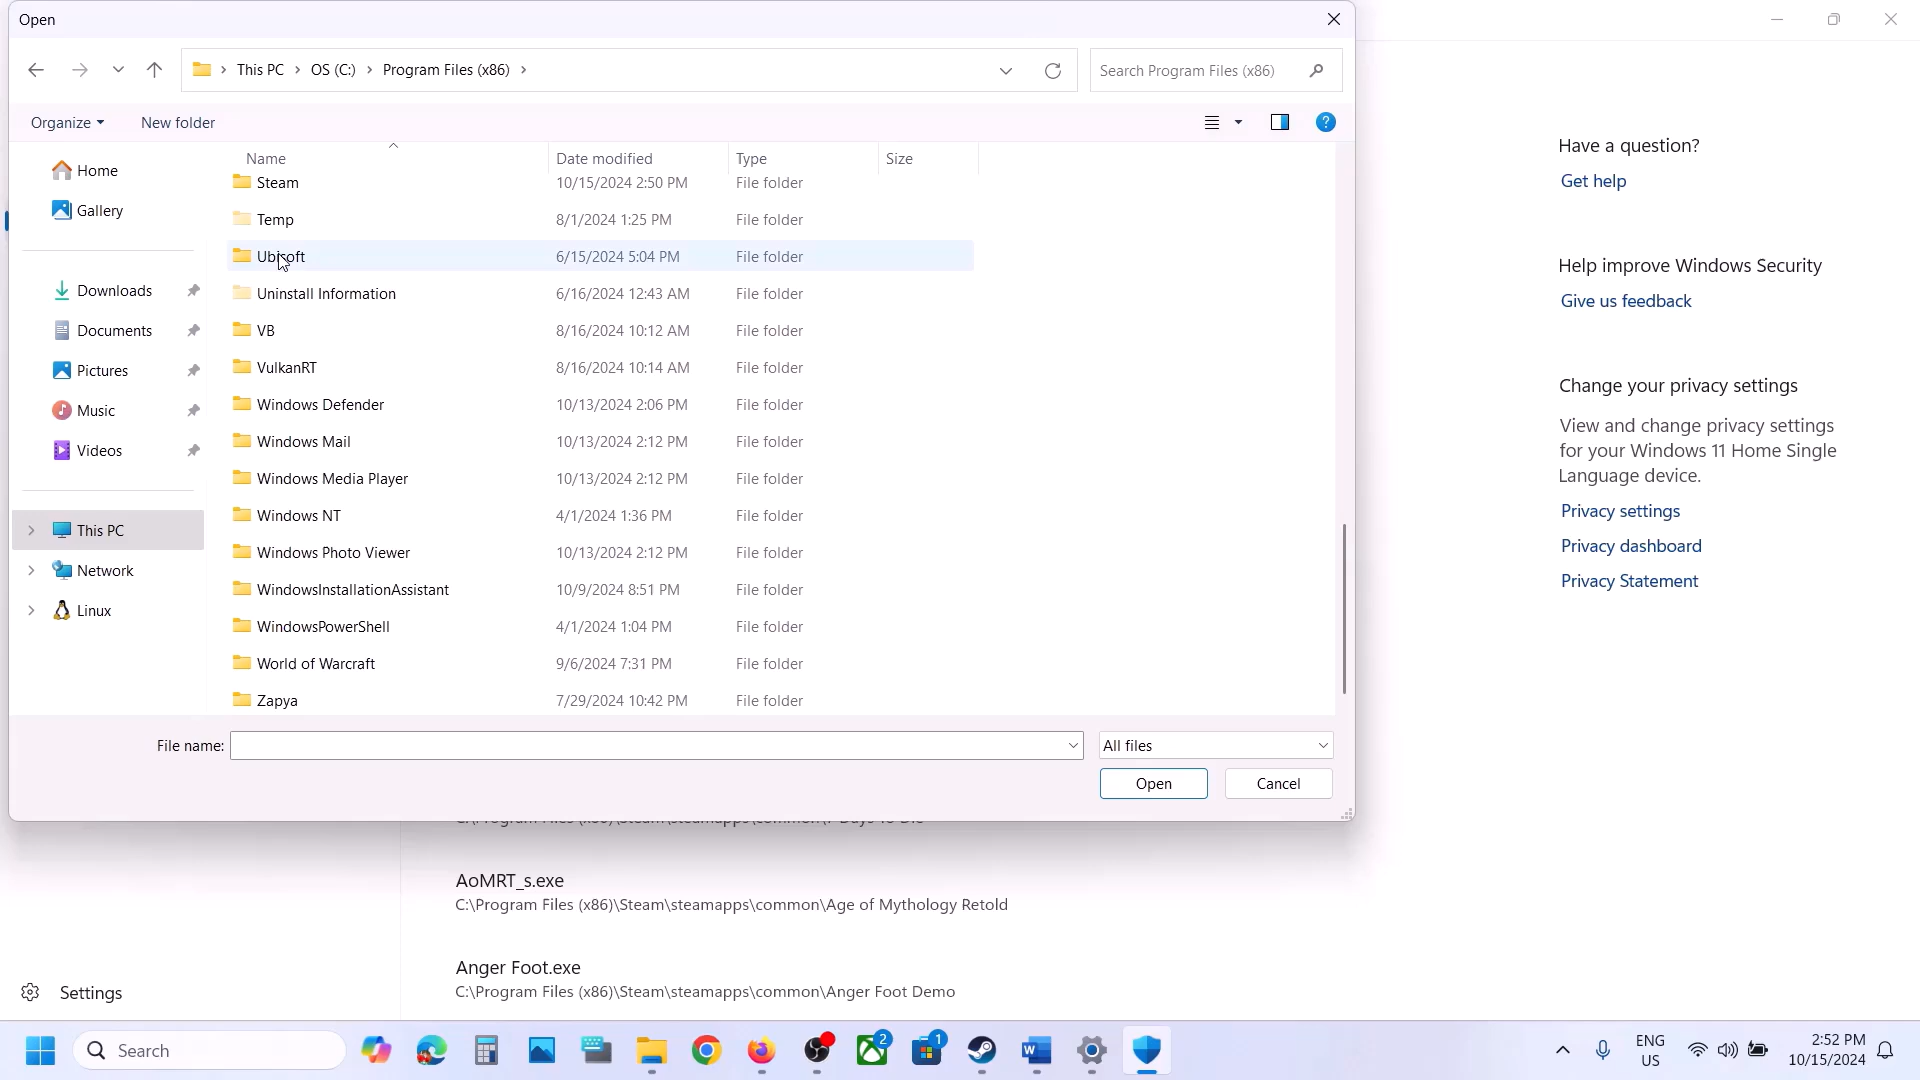 Open
This PC > OS (C:) > Program Files (x86) >
Search Program Files (x86)
Organize
New folder
Name
Date modified
Type
Size
Home
Gallery
Downloads
Documents
Pictures
Music
Videos
This PC
Network
Linux
Steam 10/15/2024 2:50 PM File folder
Temp 8/1/2024 1:25 PM File folder
Ubisoft 6/15/2024 5:04 PM File folder
Uninstall Information 6/16/2024 12:43 AM File folder
VB 8/16/2024 10:12 AM File folder
VulkanRT 8/16/2024 10:14 AM File folder
Windows Defender 10/13/2024 2:06 PM File folder
Windows Mail 10/13/2024 2:12 PM File folder
Windows Media Player 10/13/2024 2:12 PM File folder
Windows NT 4/1/2024 1:36 PM File folder
Windows Photo Viewer 10/13/2024 2:12 PM File folder
WindowsInstallationAssistant 10/9/2024 8:51 PM File folder
WindowsPowerShell 4/1/2024 1:04 PM File folder
World of Warcraft 9/6/2024 7:31 PM File folder
Zapya 7/29/2024 10:42 PM File folder
File name:
All files
Open
Cancel
Have a question?
Get help
Help improve Windows Security
Give us feedback
Change your privacy settings
View and change privacy settings
for your Windows 11 Home Single
Language device.
Privacy settings
Privacy dashboard
Privacy Statement
C:\Program Files (x86)\Steam\steamapps\common\7 Days To Die
AoMRT_s.exe
C:\Program Files (x86)\Steam\steamapps\common\Age of Mythology Retold
Anger Foot.exe
C:\Program Files (x86)\Steam\steamapps\common\Anger Foot Demo
Settings
Search
2
1
ENG
US
2:52 PM
10/15/2024